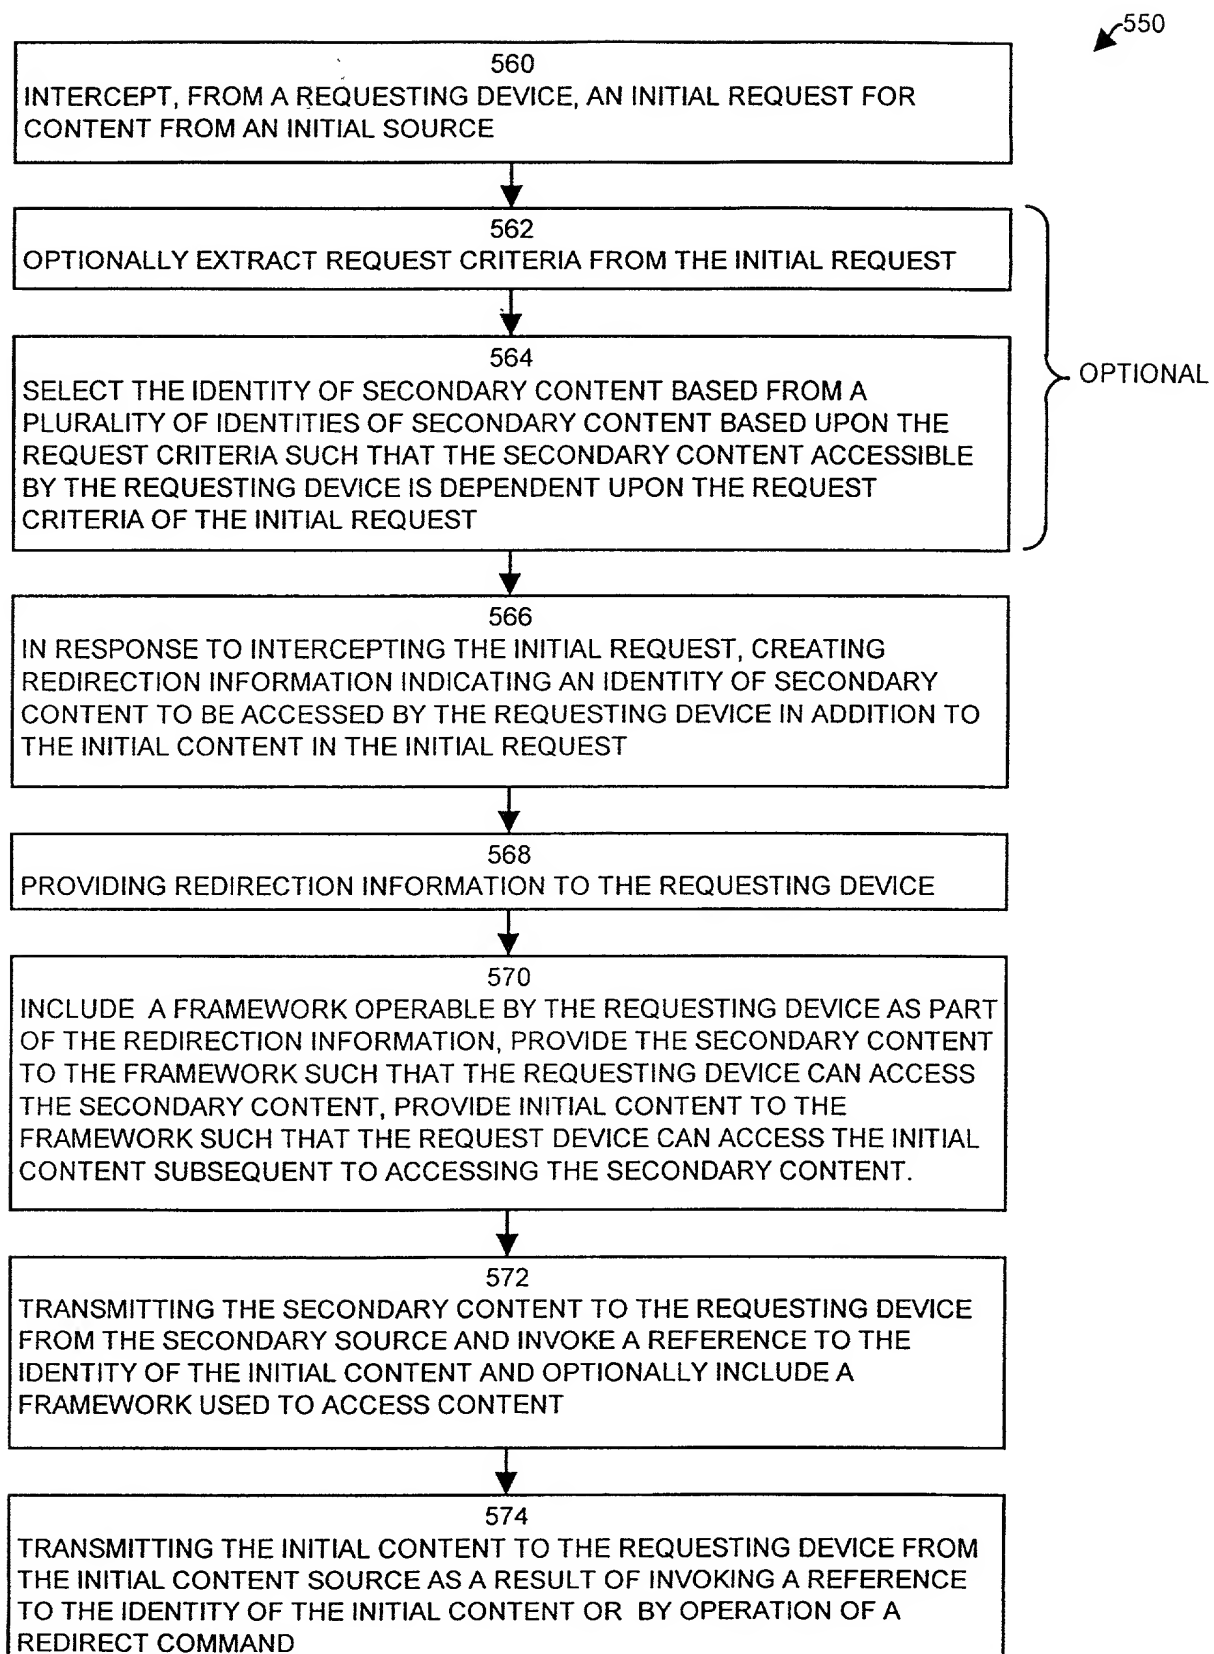 550
560
INTERCEPT, FROM A REQUESTING DEVICE, AN INITIAL REQUEST FOR
CONTENT FROM AN INITIAL SOURCE
562
OPTIONALLY EXTRACT REQUEST CRITERIA FROM THE INITIAL REQUEST
564
SELECT THE IDENTITY OF SECONDARY CONTENT BASED FROM A
PLURALITY OF IDENTITIES OF SECONDARY CONTENT BASED UPON THE
REQUEST CRITERIA SUCH THAT THE SECONDARY CONTENT ACCESSIBLE
BY THE REQUESTING DEVICE IS DEPENDENT UPON THE REQUEST
CRITERIA OF THE INITIAL REQUEST
OPTIONAL
566
IN RESPONSE TO INTERCEPTING THE INITIAL REQUEST, CREATING
REDIRECTION INFORMATION INDICATING AN IDENTITY OF SECONDARY
CONTENT TO BE ACCESSED BY THE REQUESTING DEVICE IN ADDITION TO
THE INITIAL CONTENT IN THE INITIAL REQUEST
568
PROVIDING REDIRECTION INFORMATION TO THE REQUESTING DEVICE
570
INCLUDE A FRAMEWORK OPERABLE BY THE REQUESTING DEVICE AS PART
OF THE REDIRECTION INFORMATION, PROVIDE THE SECONDARY CONTENT
TO THE FRAMEWORK SUCH THAT THE REQUESTING DEVICE CAN ACCESS
THE SECONDARY CONTENT, PROVIDE INITIAL CONTENT TO THE
FRAMEWORK SUCH THAT THE REQUEST DEVICE CAN ACCESS THE INITIAL
CONTENT SUBSEQUENT TO ACCESSING THE SECONDARY CONTENT.
572
TRANSMITTING THE SECONDARY CONTENT TO THE REQUESTING DEVICE
FROM THE SECONDARY SOURCE AND INVOKE A REFERENCE TO THE
IDENTITY OF THE INITIAL CONTENT AND OPTIONALLY INCLUDE A
FRAMEWORK USED TO ACCESS CONTENT
574
TRANSMITTING THE INITIAL CONTENT TO THE REQUESTING DEVICE FROM
THE INITIAL CONTENT SOURCE AS A RESULT OF INVOKING A REFERENCE
TO THE IDENTITY OF THE INITIAL CONTENT OR BY OPERATION OF A
REDIRECT COMMAND